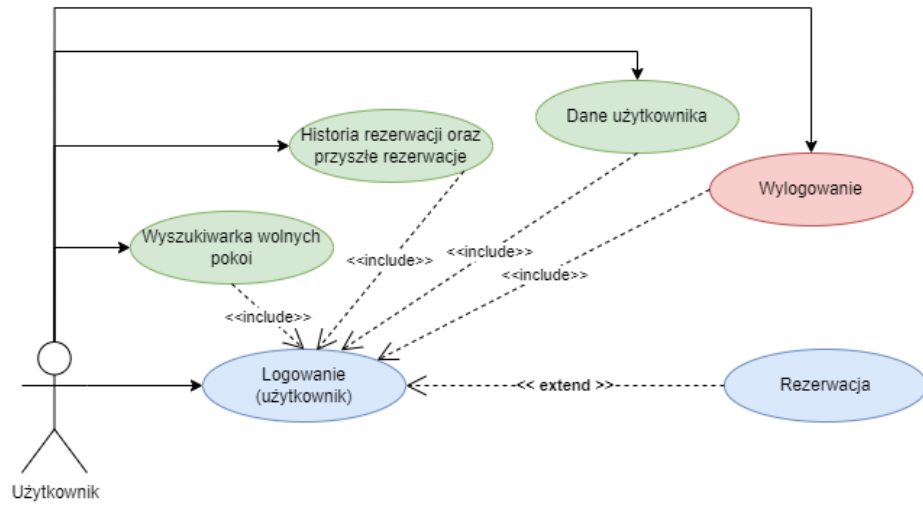 Dane użytkownika
Historia rezerwacji oraz
przyszłe rezerwacje
Wylogowanie
Wyszukiwarka wolnych
pokoi
<<include>>
<<include>>
<<include>>
<<include>>
Logowanie
(użytkownik)
<< extend >>
Rezerwacja
Użytkownik